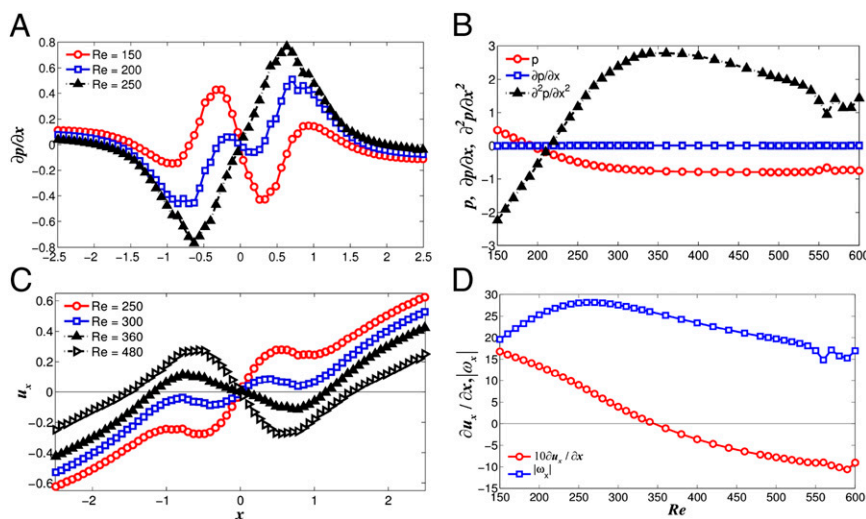 A
∂p/∂x
0.8
0.6
0.4
0.2
0
−0.2
−0.4
−0.6
−0.8
Re = 150
Re = 200
Re = 250
−2.5 −2 −1.5 −1 −0.5 0 0.5 1 1.5 2 2.5
B
p, ∂p/∂x, ∂²p/∂x²
3
2
1
0
−1
−2
−3
p
∂p/∂x
∂²p/∂x²
150 200 250 300 350 400 450 500 550 600
C
uₓ
0.6
0.4
0.2
0
−0.2
−0.4
−0.6
Re = 250
Re = 300
Re = 360
Re = 480
−2 −1 0 1 2
x
D
∂uₓ / ∂x,|ωₓ|
30
25
20
15
10
5
0
−5
−10
−15
10∂uₓ / ∂x
|ωₓ|
150 200 250 300 350 400 450 500 550 600
Re